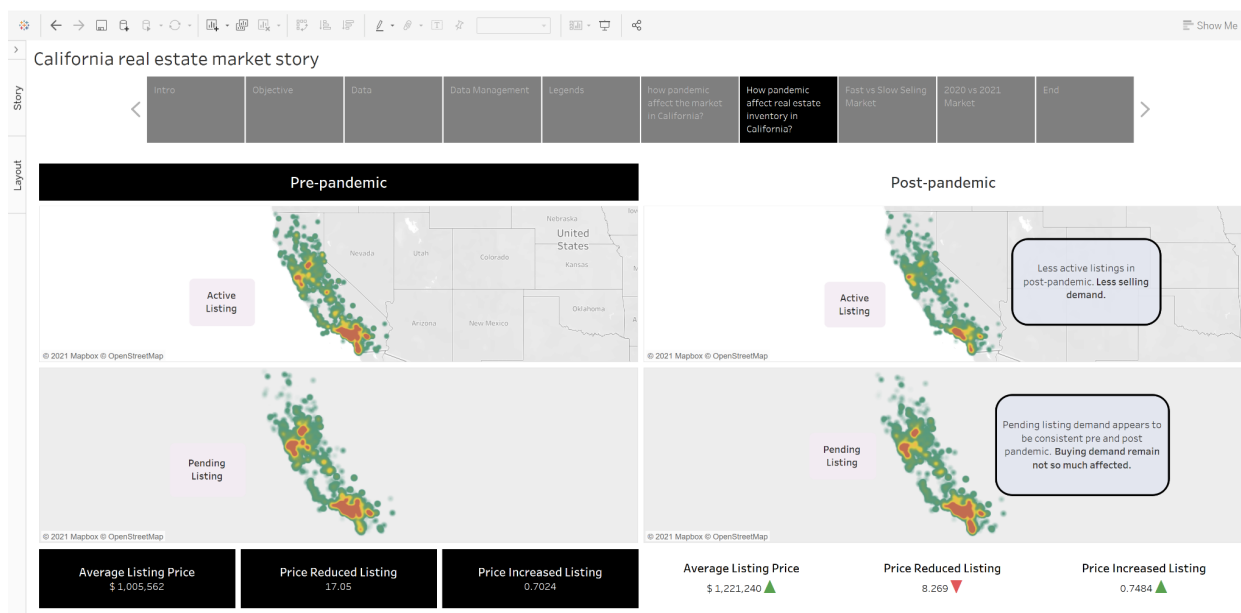 Show Me
California real estate market story
Story
Layout
Intro
Objective
Data
Data Management
Legends
how pandemic
affect the market
in California?
How pandemic
affect real estate
inventory in
California?
Fast vs Slow Seling
Market
2020 vs 2021
Market
End
Pre-pandemic
Post-pandemic
Nebraska
United
States
Nevada
Utah
Colorado
Kansas
Oklahoma
Arizona
New Mexico
Active
Listing
© 2021 Mapbox © OpenStreetMap
Active
Listing
Less active listings in
post-pandemic. Less selling
demand.
© 2021 Mapbox © OpenStreetMap
Pending
Listing
© 2021 Mapbox © OpenStreetMap
Pending
Listing
Pending listing demand appears to
be consistent pre and post
pandemic. Buying demand remain
not so much affected.
© 2021 Mapbox © OpenStreetMap
Average Listing Price
$ 1,005,562
Price Reduced Listing
17.05
Price Increased Listing
0.7024
Average Listing Price
$ 1,221,240
Price Reduced Listing
8.269
Price Increased Listing
0.7484